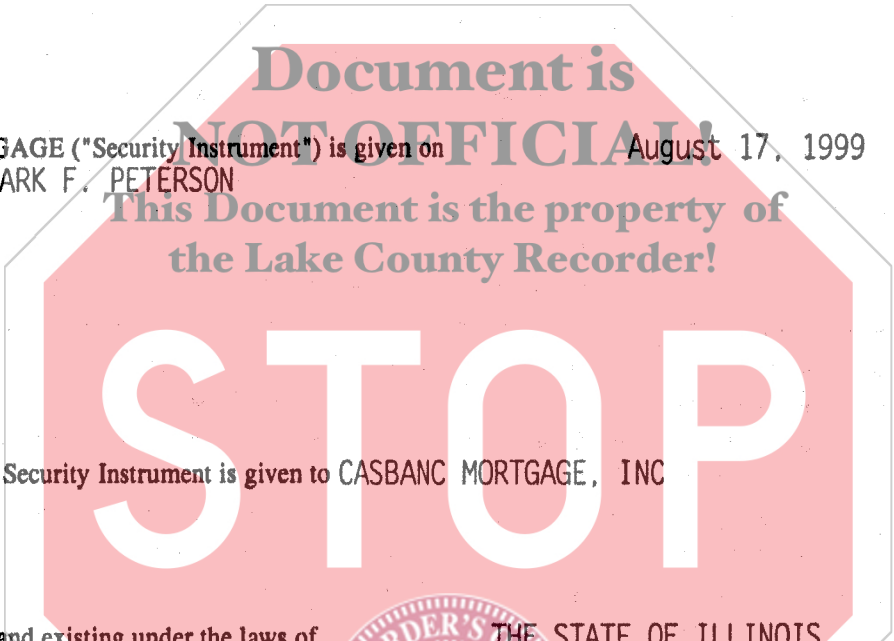 Document is
NOT OFFICIAL!
GAGE ("Security Instrument") is given on August 17, 1999
ARK F. PETERSON
This Document is the property of
the Lake County Recorder!
STOP
Security Instrument is given to CASBANC MORTGAGE, INC
and existing under the laws of THE STATE OF ILLINOIS
RDER'S